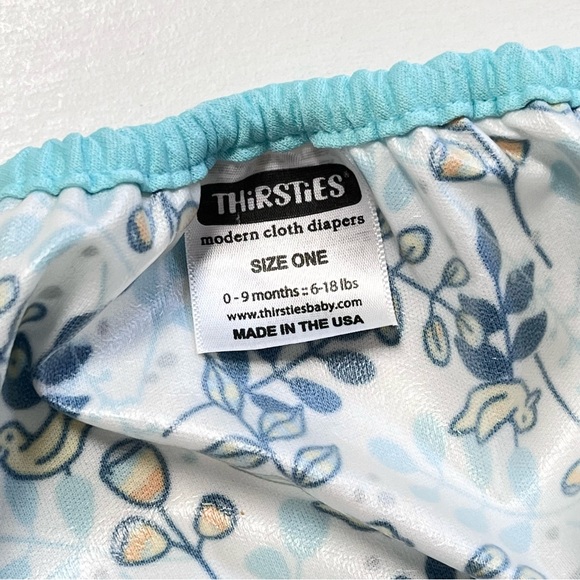 THiRSTiES
modern cloth diapers
SIZE ONE
0 - 9 months :: 6-18 lbs
www.thirstiesbaby.com
MADE IN THE USA